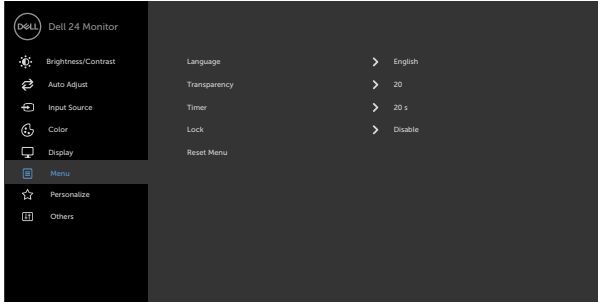 DELL Dell 24 Monitor
Brightness/Contrast
Auto Adjust
Input Source
Color
Display
Menu
Personalize
Others
Language English
Transparency 20
Timer 20 s
Lock Disable
Reset Menu